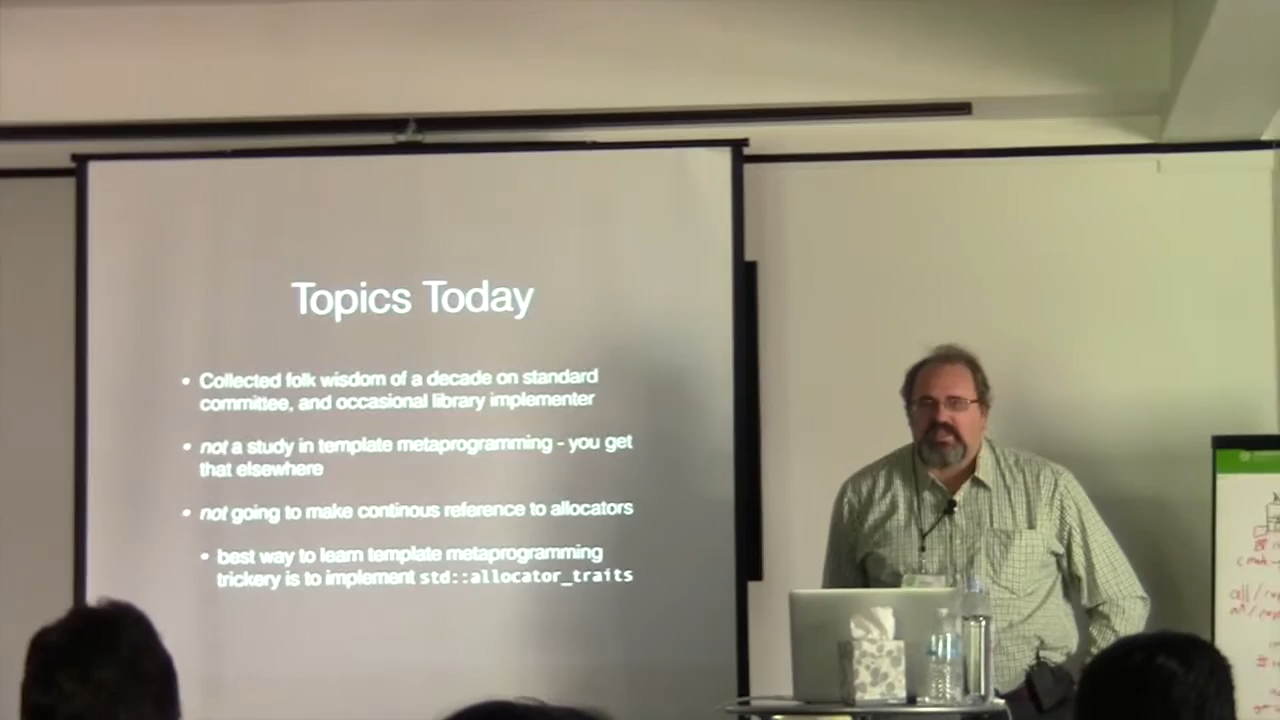 Topics Today
• Collected folk wisdom of a decade on standard
committee, and occasional library implementer
• not a study in template metaprogramming - you get
that elsewhere
• not going to make continous reference to allocators
• best way to learn template metaprogramming
trickery is to implement std::allocator_traits